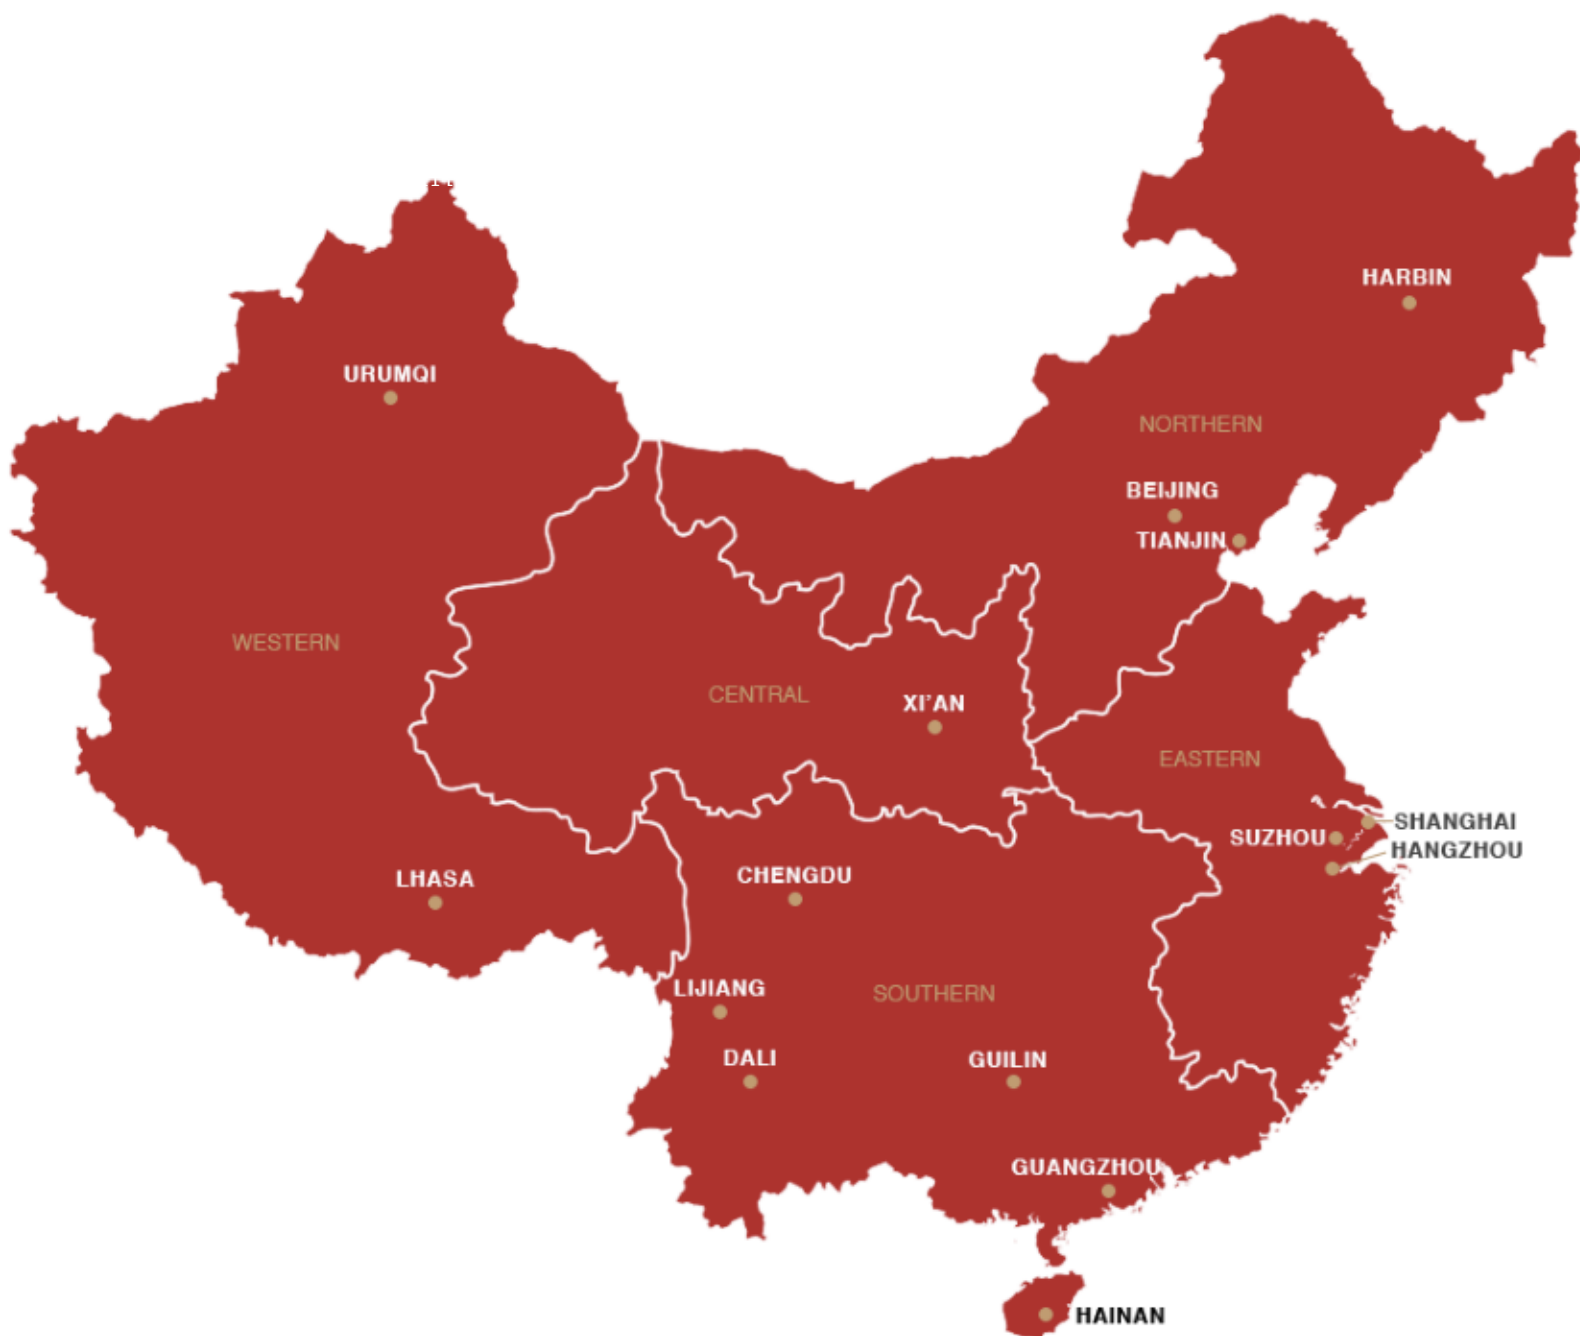 HARBIN
URUMQI
NORTHERN
BEIJING
TIANJIN
WESTERN
CENTRAL
XI'AN
EASTERN
SHANGHAI
SUZHOU
HANGZHOU
LHASA
CHENGDU
LIJIANG
SOUTHERN
DALI
GUILIN
GUANGZHOU
HAINAN